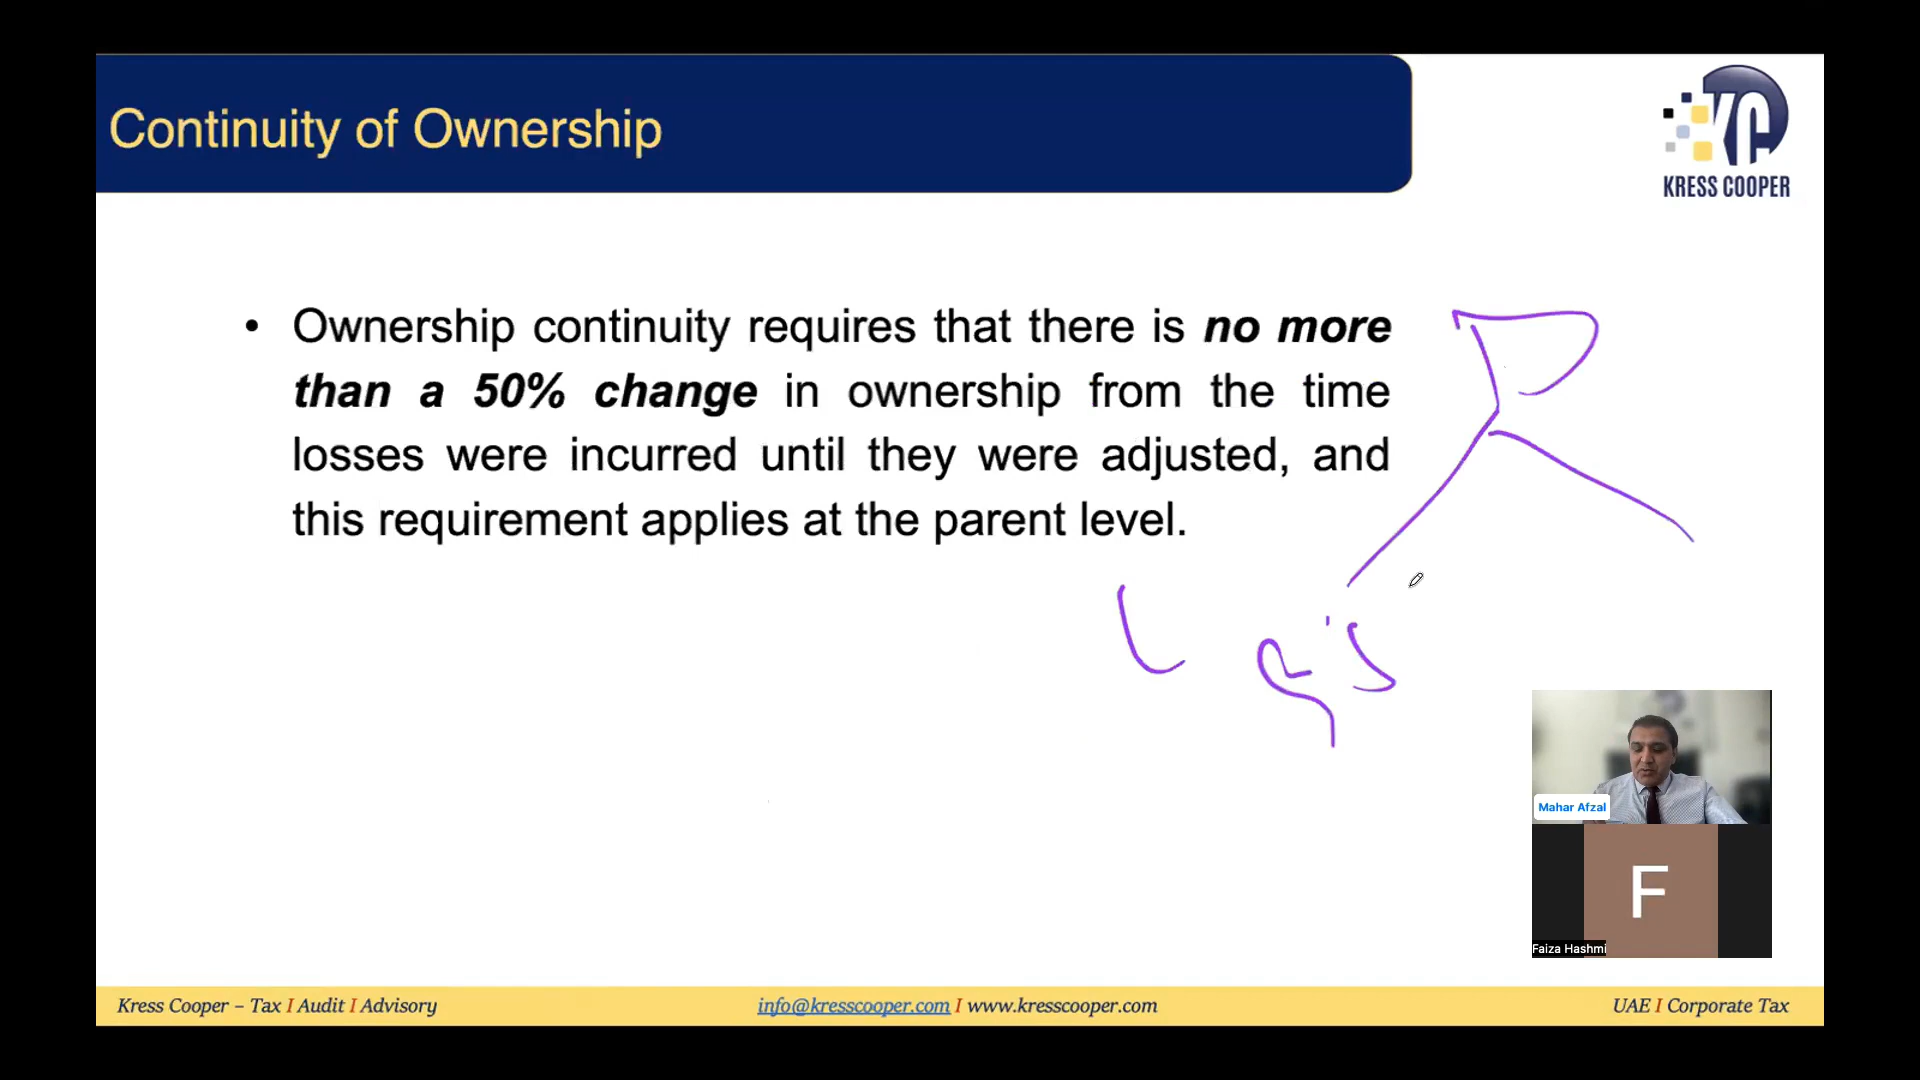 Continuity of Ownership
KC
KRESS COOPER
• Ownership continuity requires that there is no more
than a 50% change in ownership from the time
losses were incurred until they were adjusted, and
this requirement applies at the parent level.
P
L
Mahar Afzal
F
Faiza Hashmi
Kress Cooper – Tax I Audit I Advisory
info@kresscooper.com I www.kresscooper.com
UAE I Corporate Tax